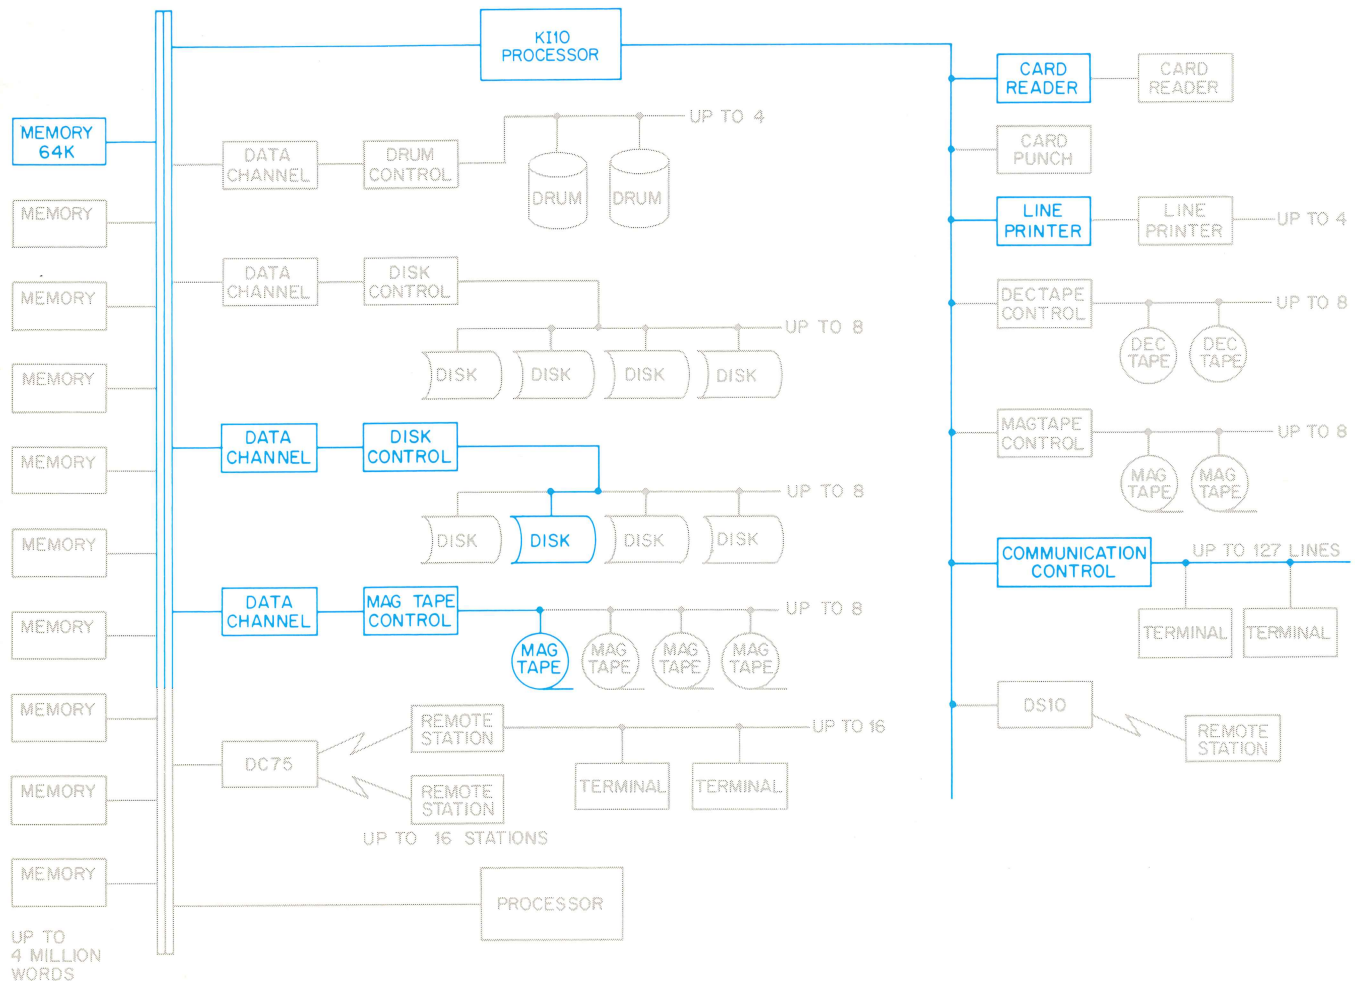 KI10
PROCESSOR
MEMORY
64K
MEMORY
MEMORY
MEMORY
MEMORY
MEMORY
MEMORY
MEMORY
MEMORY
MEMORY
UP TO
4 MILLION
WORDS
DATA
CHANNEL
DRUM
CONTROL
DRUM
DRUM
UP TO 4
DATA
CHANNEL
DISK
CONTROL
DISK
DISK
DISK
DISK
UP TO 8
DATA
CHANNEL
DISK
CONTROL
DISK
DISK
DISK
DISK
UP TO 8
DATA
CHANNEL
MAG TAPE
CONTROL
MAG
TAPE
MAG
TAPE
MAG
TAPE
MAG
TAPE
UP TO 8
DC75
REMOTE
STATION
REMOTE
STATION
UP TO 16 STATIONS
TERMINAL
TERMINAL
UP TO 16
PROCESSOR
CARD
READER
CARD
READER
CARD
PUNCH
LINE
PRINTER
LINE
PRINTER
UP TO 4
DECTAPE
CONTROL
DEC
TAPE
DEC
TAPE
UP TO 8
MAGTAPE
CONTROL
MAG
TAPE
MAG
TAPE
UP TO 8
COMMUNICATION
CONTROL
UP TO 127 LINES
TERMINAL
TERMINAL
DS10
REMOTE
STATION